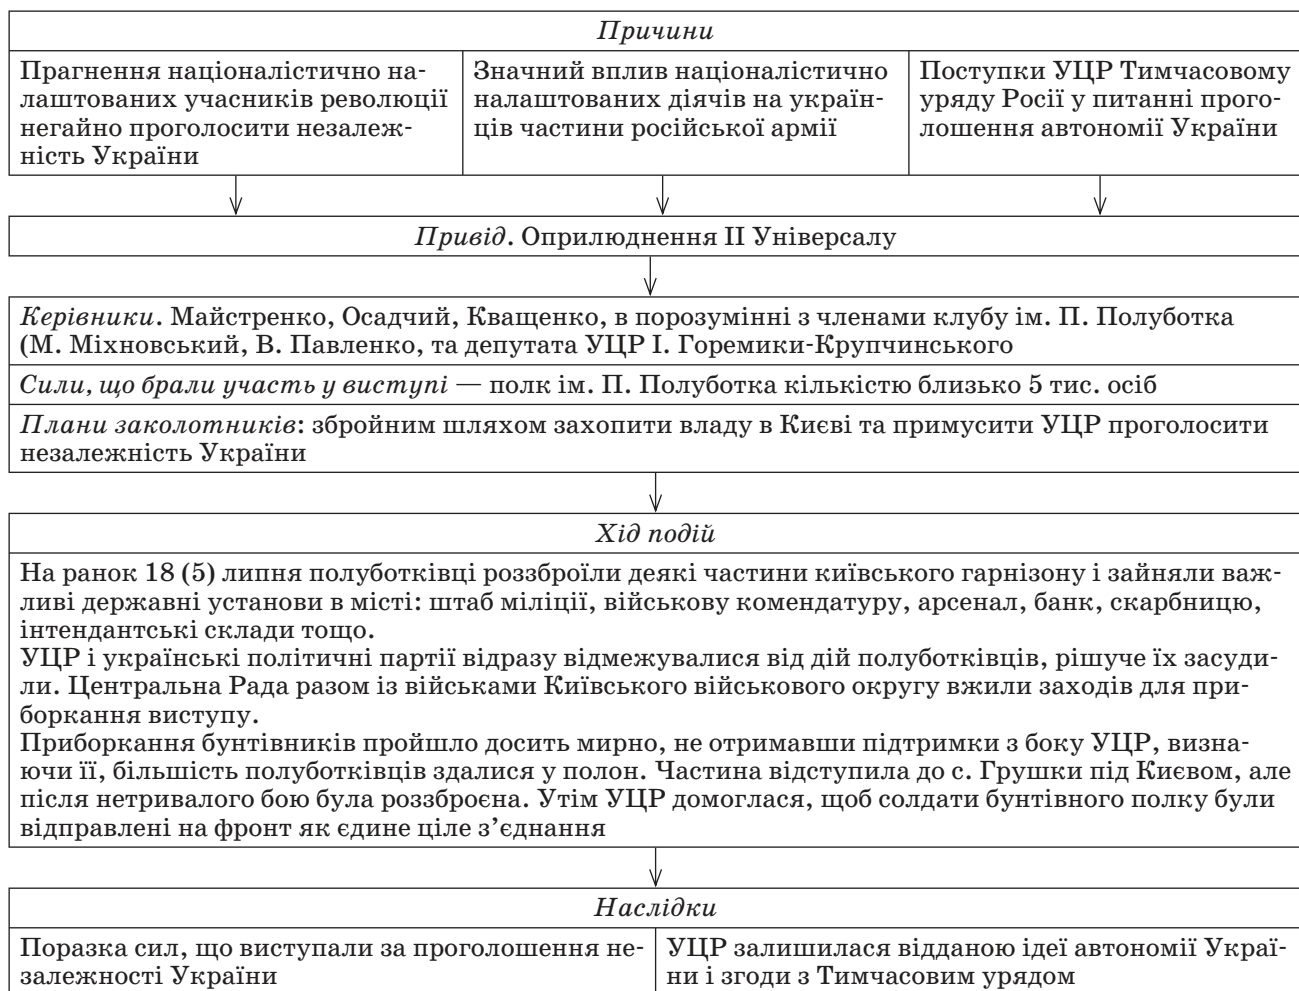 Причини
Прагнення націоналістично на-
лаштованих учасників революції
негайно проголосити незалеж-
ність України
Значний вплив націоналістично
налаштованих діячів на україн-
ців частини російської армії
Поступки УЦР Тимчасовому
уряду Росії у питанні прого-
лошення автономії України
Привід. Оприлюднення ІІ Універсалу
Керівники. Майстренко, Осадчий, Кващенко, в порозумінні з членами клубу ім. П. Полуботка
(М. Міхновський, В. Павленко, та депутата УЦР І. Горемики-Крупчинського
Сили, що брали участь у виступі — полк ім. П. Полуботка кількістю близько 5 тис. осіб
Плани заколотників: збройним шляхом захопити владу в Києві та примусити УЦР проголосити
незалежність України
Хід подій
На ранок 18 (5) липня полуботківці роззброїли деякі частини київського гарнізону і зайняли важ-
ливі державні установи в місті: штаб міліції, військову комендатуру, арсенал, банк, скарбницю,
інтендантські склади тощо.
УЦР і українські політичні партії відразу відмежувалися від дій полуботківців, рішуче їх засуди-
ли. Центральна Рада разом із військами Київського військового округу вжили заходів для при-
боркання виступу.
Приборкання бунтівників пройшло досить мирно, не отримавши підтримки з боку УЦР, визна-
ючи її, більшість полуботківців здалися у полон. Частина відступила до с. Грушки під Києвом, але
після нетривалого бою була роззброєна. Утім УЦР домоглася, щоб солдати бунтівного полку були
відправлені на фронт як єдине ціле з’єднання
Наслідки
Поразка сил, що виступали за проголошення не-
залежності України
УЦР залишилася відданою ідеї автономії Украї-
ни і згоди з Тимчасовим урядом